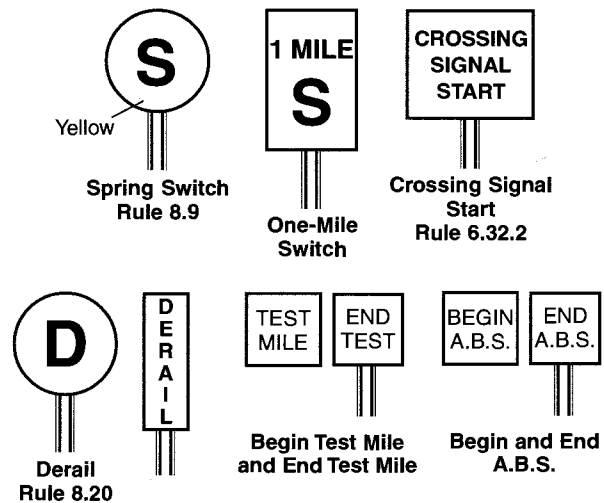 S
Yellow
Spring Switch
Rule 8.9
1 MILE
S
One-Mile
Switch
CROSSING
SIGNAL
START
Crossing Signal
Start
Rule 6.32.2
D
Derail
Rule 8.20
DERAIL
TEST
MILE
END
TEST
Begin Test Mile
and End Test Mile
BEGIN
A.B.S.
END
A.B.S.
Begin and End
A.B.S.